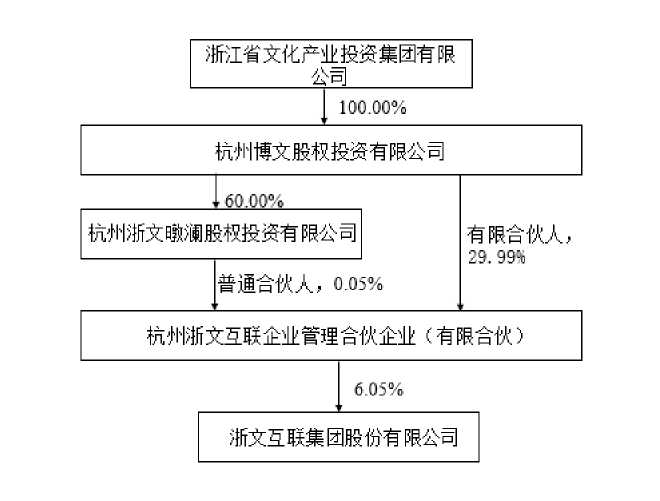 浙江省文化产业投资集团有限
公司
100.00%
杭州博文股权投资有限公司
60.00%
杭州浙文暾澜股权投资有限公司
有限合伙人，
29.99%
普通合伙人，0.05%
杭州浙文互联企业管理合伙企业（有限合伙）
6.05%
浙文互联集团股份有限公司